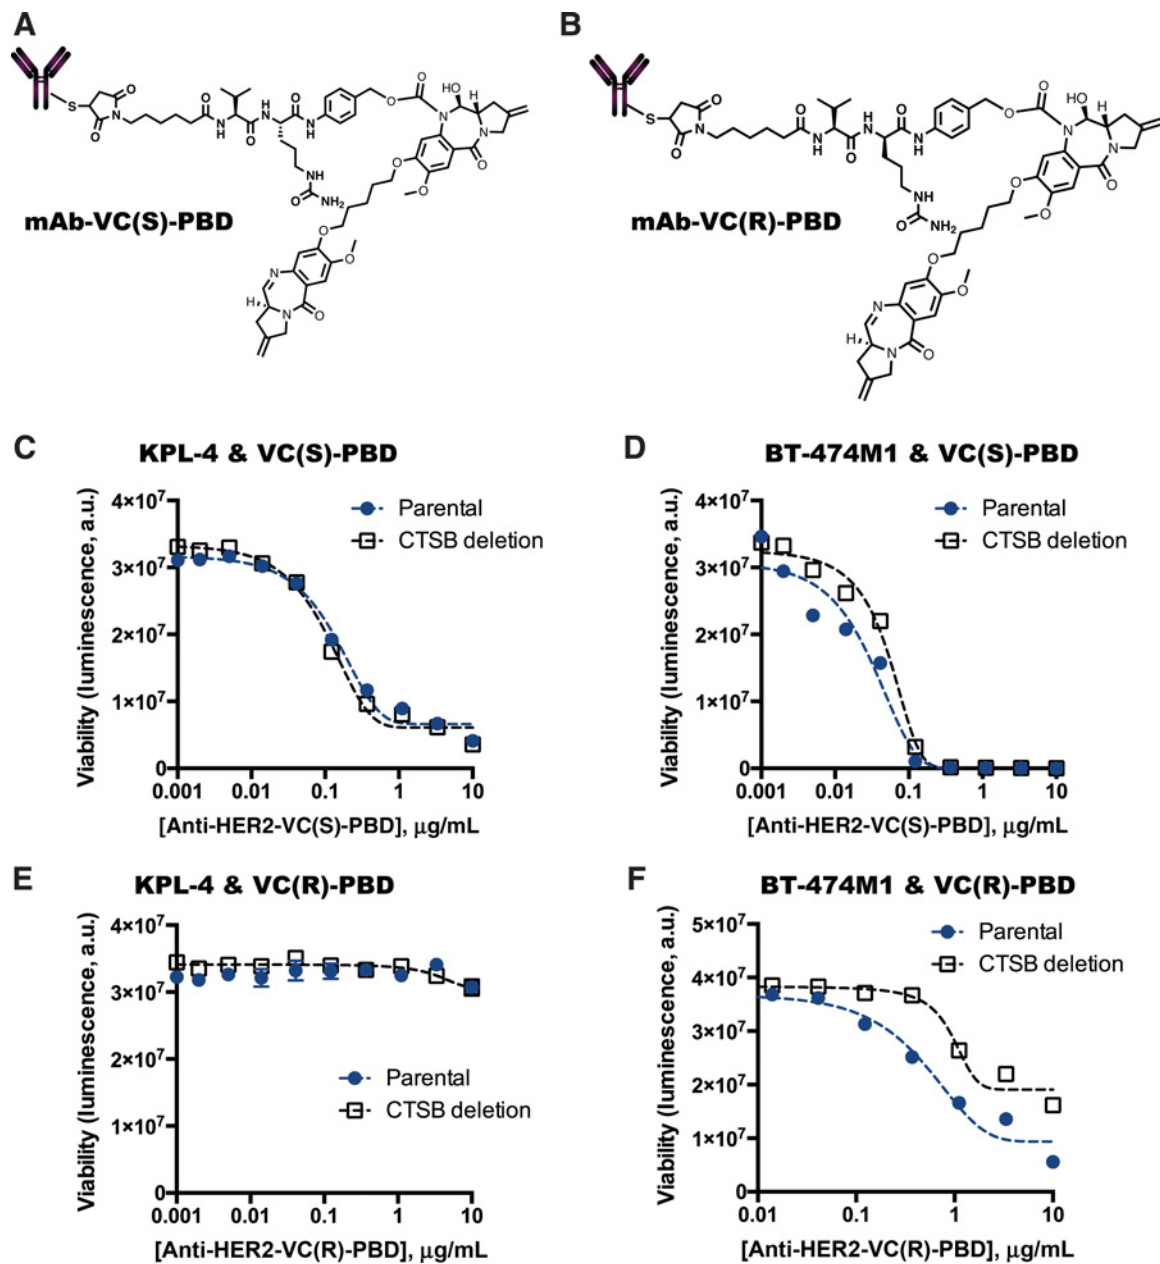 A
B
mAb-VC(S)-PBD
mAb-VC(R)-PBD
C
KPL-4 & VC(S)-PBD
Viability (luminescence, a.u.)
4×10⁷
3×10⁷
2×10⁷
1×10⁷
0
Parental
CTSB deletion
0.001 0.01 0.1 1 10
[Anti-HER2-VC(S)-PBD], μg/mL
D
BT-474M1 & VC(S)-PBD
Viability (luminescence, a.u.)
4×10⁷
3×10⁷
2×10⁷
1×10⁷
0
Parental
CTSB deletion
0.001 0.01 0.1 1 10
[Anti-HER2-VC(S)-PBD], μg/mL
E
KPL-4 & VC(R)-PBD
Viability (luminescence, a.u.)
4×10⁷
3×10⁷
2×10⁷
1×10⁷
0
Parental
CTSB deletion
0.001 0.01 0.1 1 10
[Anti-HER2-VC(R)-PBD], μg/mL
F
BT-474M1 & VC(R)-PBD
Viability (luminescence, a.u.)
5×10⁷
4×10⁷
3×10⁷
2×10⁷
1×10⁷
0
Parental
CTSB deletion
0.01 0.1 1 10
[Anti-HER2-VC(R)-PBD], μg/mL